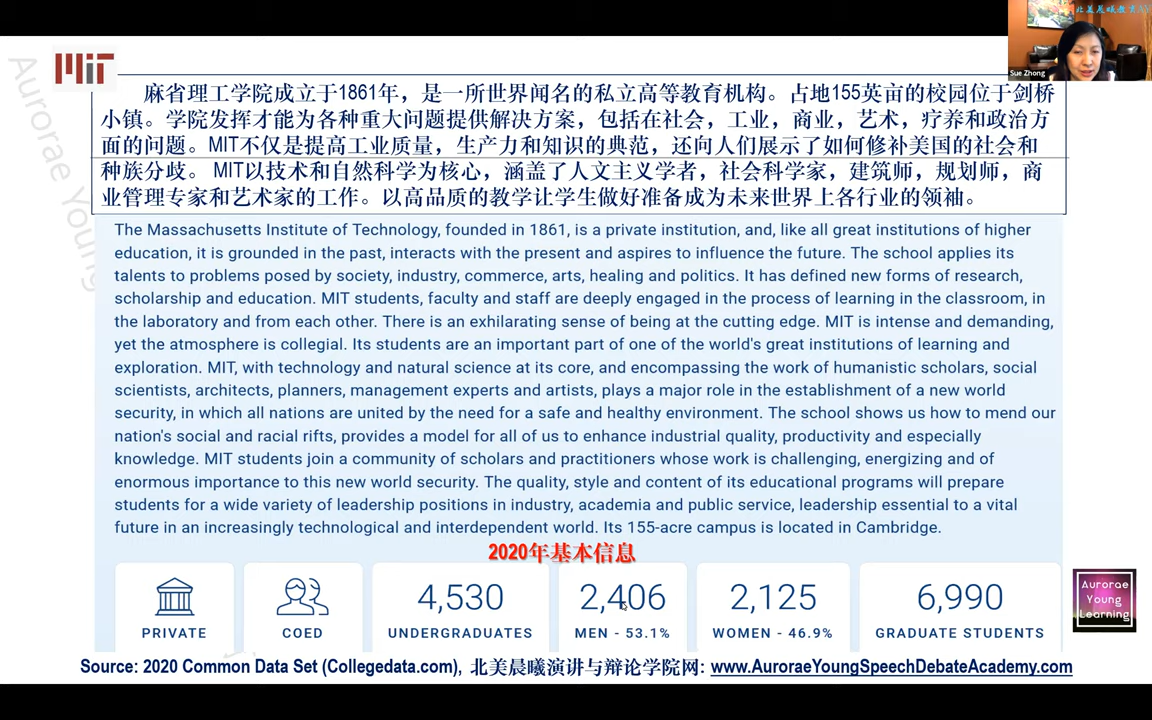 北美晨曦教育
Sue Zhong
MIT
Aurorae Young
麻省理工学院成立于1861年，是一所世界闻名的私立高等教育机构。占地155英亩的校园位于剑桥
小镇。学院发挥才能为各种重大问题提供解决方案，包括在社会，工业，商业，艺术，疗养和政治方
面的问题。MIT不仅是提高工业质量，生产力和知识的典范，还向人们展示了如何修补美国的社会和
种族分歧。 MIT以技术和自然科学为核心，涵盖了人文主义学者，社会科学家，建筑师，规划师，商
业管理专家和艺术家的工作。以高品质的教学让学生做好准备成为未来世界上各行业的领袖。
The Massachusetts Institute of Technology, founded in 1861, is a private institution, and, like all great institutions of higher
education, it is grounded in the past, interacts with the present and aspires to influence the future. The school applies its
talents to problems posed by society, industry, commerce, arts, healing and politics. It has defined new forms of research,
scholarship and education. MIT students, faculty and staff are deeply engaged in the process of learning in the classroom, in
the laboratory and from each other. There is an exhilarating sense of being at the cutting edge. MIT is intense and demanding,
yet the atmosphere is collegial. Its students are an important part of one of the world's great institutions of learning and
exploration. MIT, with technology and natural science at its core, and encompassing the work of humanistic scholars, social
scientists, architects, planners, management experts and artists, plays a major role in the establishment of a new world
security, in which all nations are united by the need for a safe and healthy environment. The school shows us how to mend our
nation's social and racial rifts, provides a model for all of us to enhance industrial quality, productivity and especially
knowledge. MIT students join a community of scholars and practitioners whose work is challenging, energizing and of
enormous importance to this new world security. The quality, style and content of its educational programs will prepare
students for a wide variety of leadership positions in industry, academia and public service, leadership essential to a vital
future in an increasingly technological and interdependent world. Its 155-acre campus is located in Cambridge.
2020年基本信息
4,530 2,406 2,125 6,990
PRIVATE COED UNDERGRADUATES MEN - 53.1% WOMEN - 46.9% GRADUATE STUDENTS
Aurorae
Young
Learning
Source: 2020 Common Data Set (Collegedata.com), 北美晨曦演讲与辩论学院网: www.AuroraeYoungSpeechDebateAcademy.com